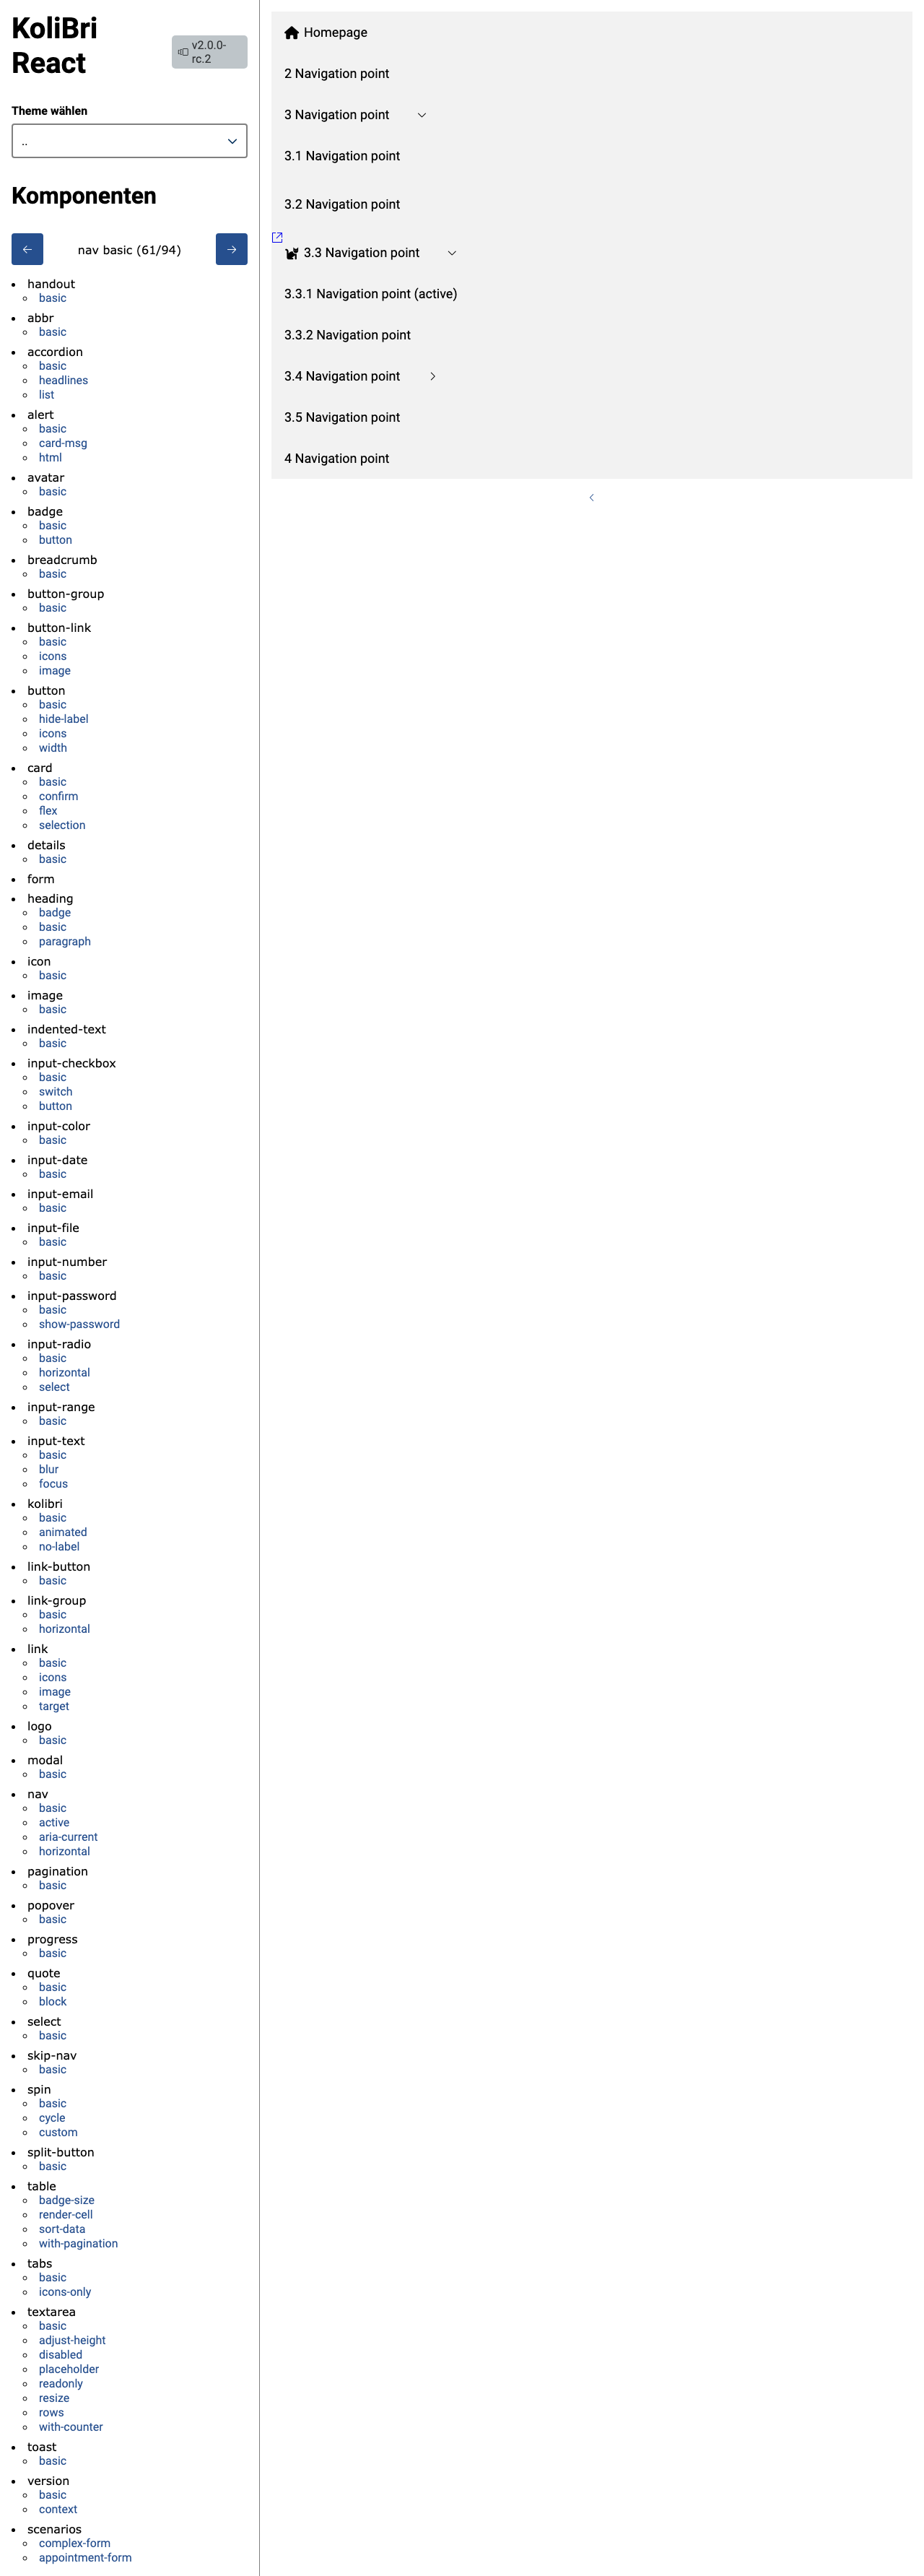 KoliBri
React
v2.0.0-
rc.2
Theme wählen
..
Komponenten
nav basic (61/94)
handout
basic
abbr
basic
accordion
basic
headlines
list
alert
basic
card-msg
html
avatar
basic
badge
basic
button
breadcrumb
basic
button-group
basic
button-link
basic
icons
image
button
basic
hide-label
icons
width
card
basic
confirm
flex
selection
details
basic
form
heading
badge
basic
paragraph
icon
basic
image
basic
indented-text
basic
input-checkbox
basic
switch
button
input-color
basic
input-date
basic
input-email
basic
input-file
basic
input-number
basic
input-password
basic
show-password
input-radio
basic
horizontal
select
input-range
basic
input-text
basic
blur
focus
kolibri
basic
animated
no-label
link-button
basic
link-group
basic
horizontal
link
basic
icons
image
target
logo
basic
modal
basic
nav
basic
active
aria-current
horizontal
pagination
basic
popover
basic
progress
basic
quote
basic
block
select
basic
skip-nav
basic
spin
basic
cycle
custom
split-button
basic
table
badge-size
render-cell
sort-data
with-pagination
tabs
basic
icons-only
textarea
basic
adjust-height
disabled
placeholder
readonly
resize
rows
with-counter
toast
basic
version
basic
context
scenarios
complex-form
appointment-form
Homepage
2 Navigation point
3 Navigation point
3.1 Navigation point
3.2 Navigation point
3.3 Navigation point
3.3.1 Navigation point (active)
3.3.2 Navigation point
3.4 Navigation point
3.5 Navigation point
4 Navigation point